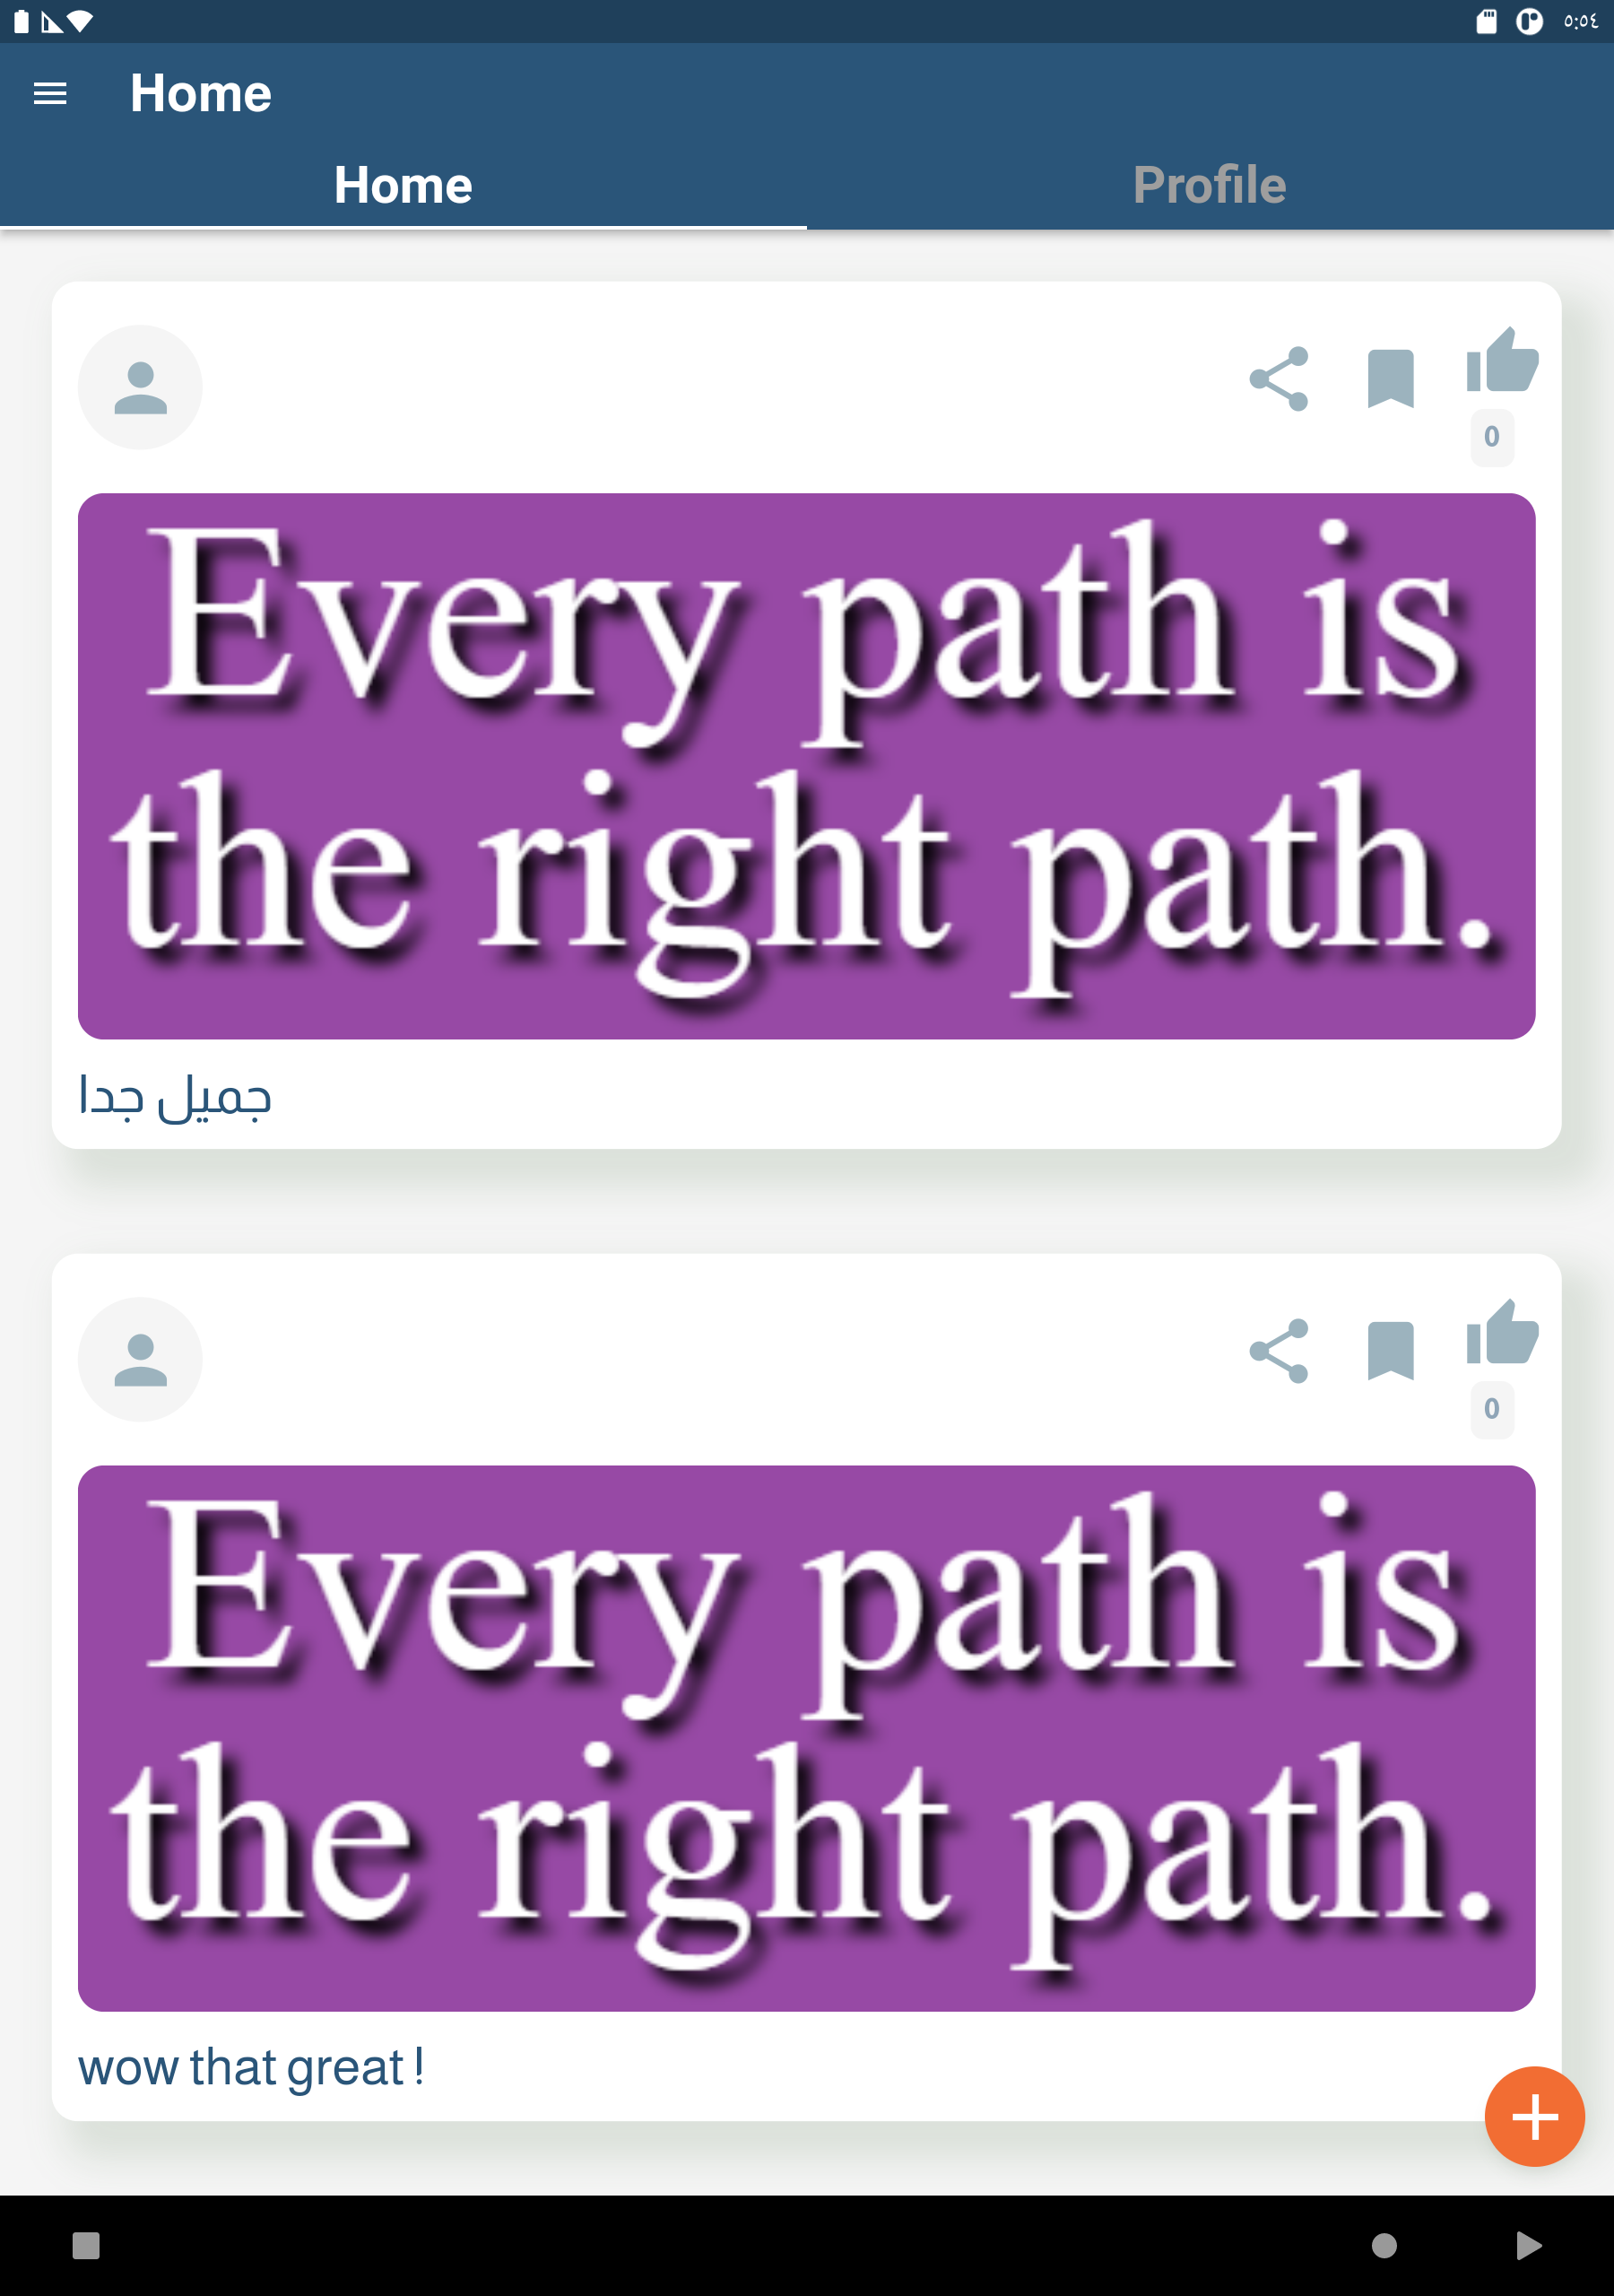 ٥:٥٤
Home
Home
Profile
0
Every path is
the right path.
جميل جدا
0
Every path is
the right path.
wow that great !